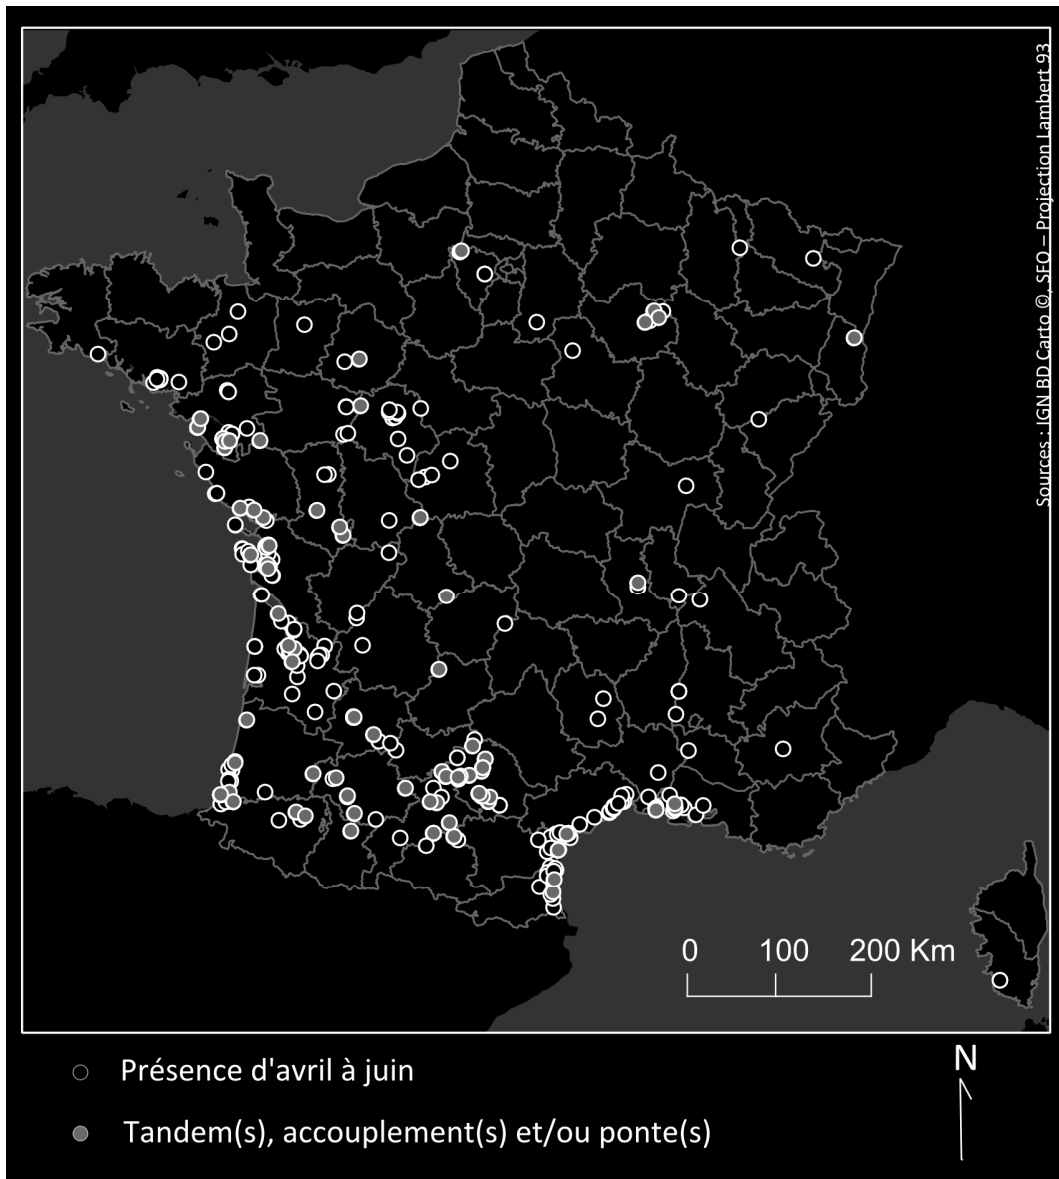 Sources : IGN BD Carto ©, SFO – Projection Lambert 93
0 100 200 Km
Présence d'avril à juin
Tandem(s), accouplement(s) et/ou ponte(s)
N